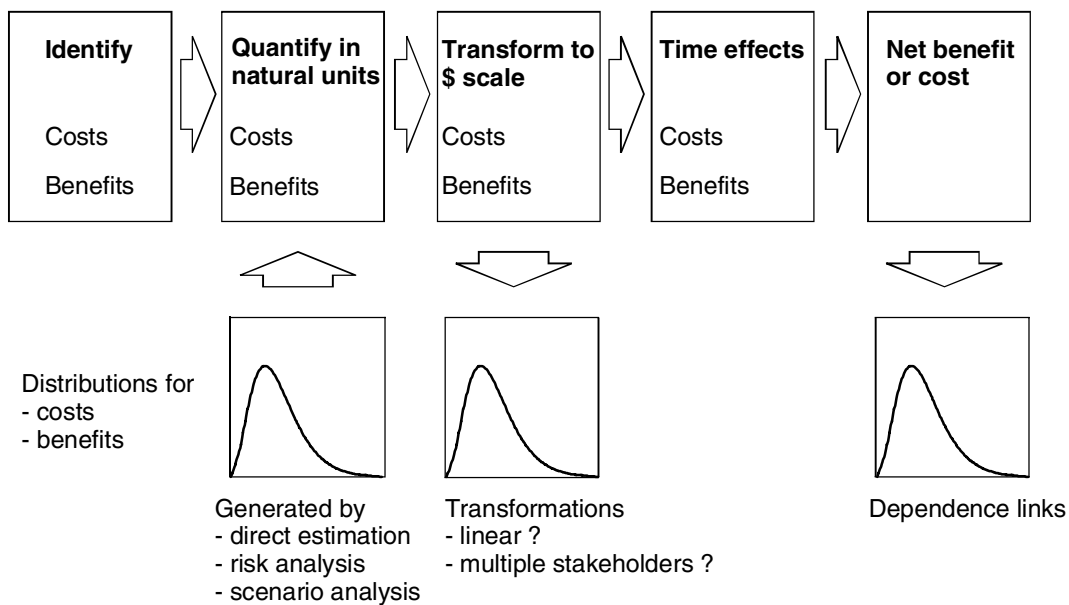 Identify
Costs
Benefits
Quantify in
natural units
Costs
Benefits
Transform to
$ scale
Costs
Benefits
Time effects
Costs
Benefits
Net benefit
or cost
Distributions for
- costs
- benefits
Generated by
- direct estimation
- risk analysis
- scenario analysis
Transformations
- linear ?
- multiple stakeholders ?
Dependence links